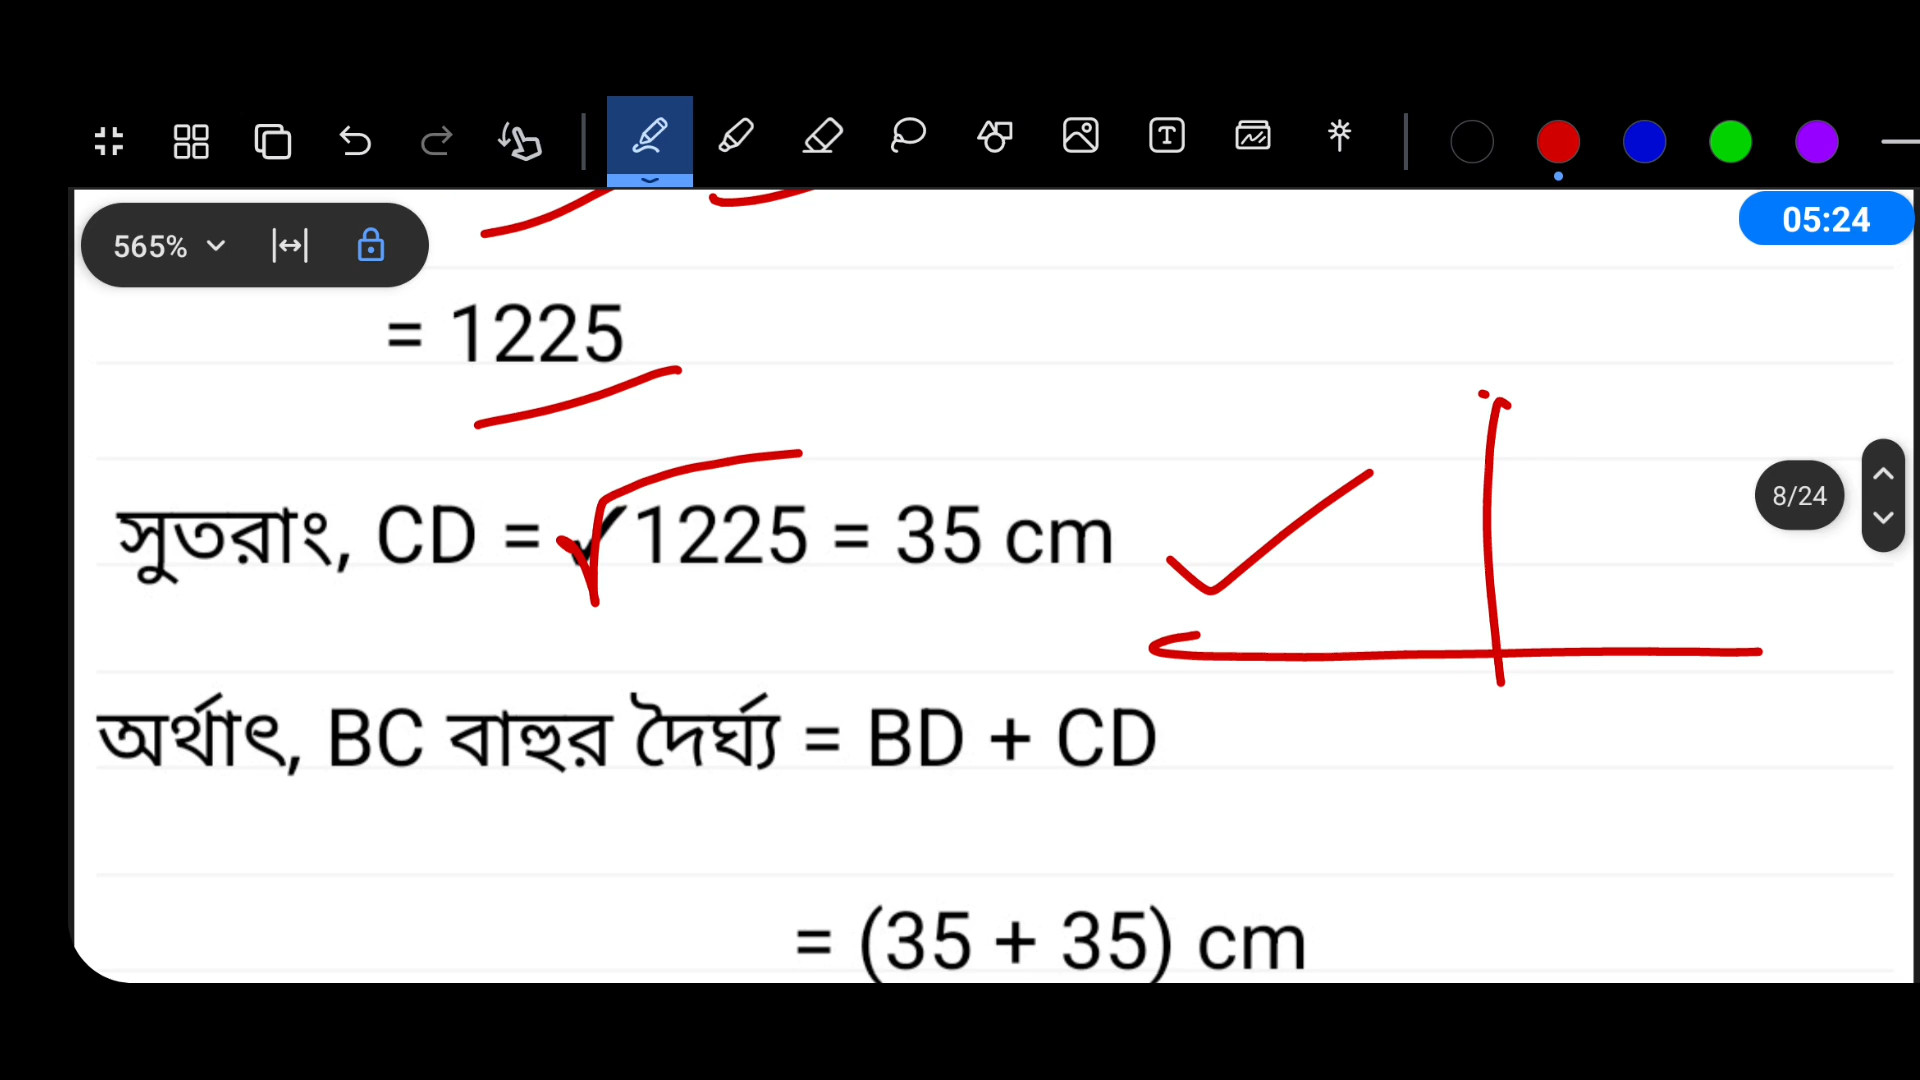 565%
05:24
= 1225
8/24
সুতরাং, CD = √1225 = 35 cm
অর্থাৎ, BC বাহুর দৈর্ঘ্য = BD + CD
= (35 + 35) cm